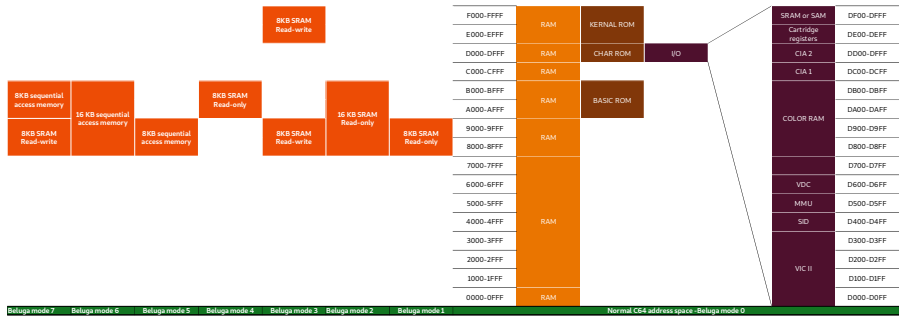 8KB SRAM
Read-write
F000-FFFF
RAM
KERNAL ROM
SRAM or SAM
DF00-DFFF
E000-EFFF
Cartridge
registers
DE00-DEFF
D000-DFFF
RAM
CHAR ROM
I/O
CIA 2
DD00-DFFF
C000-CFFF
RAM
CIA 1
DC00-DCFF
8KB sequential
access memory
16 KB sequential
access memory
8KB SRAM
Read-only
16 KB SRAM
Read-only
B000-BFFF
RAM
BASIC ROM
COLOR RAM
DB00-DBFF
A000-AFFF
DA00-DAFF
8KB SRAM
Read-write
8KB sequential
access memory
8KB SRAM
Read-write
8KB SRAM
Read-only
9000-9FFF
RAM
D900-D9FF
8000-8FFF
D800-D8FF
7000-7FFF
RAM
D700-D7FF
6000-6FFF
VDC
D600-D6FF
5000-5FFF
MMU
D500-D5FF
4000-4FFF
SID
D400-D4FF
3000-3FFF
VIC II
D300-D3FF
2000-2FFF
D200-D2FF
1000-1FFF
D100-D1FF
0000-0FFF
RAM
D000-D0FF
Beluga mode 7
Beluga mode 6
Beluga mode 5
Beluga mode 4
Beluga mode 3
Beluga mode 2
Beluga mode 1
Normal C64 address space -Beluga mode 0